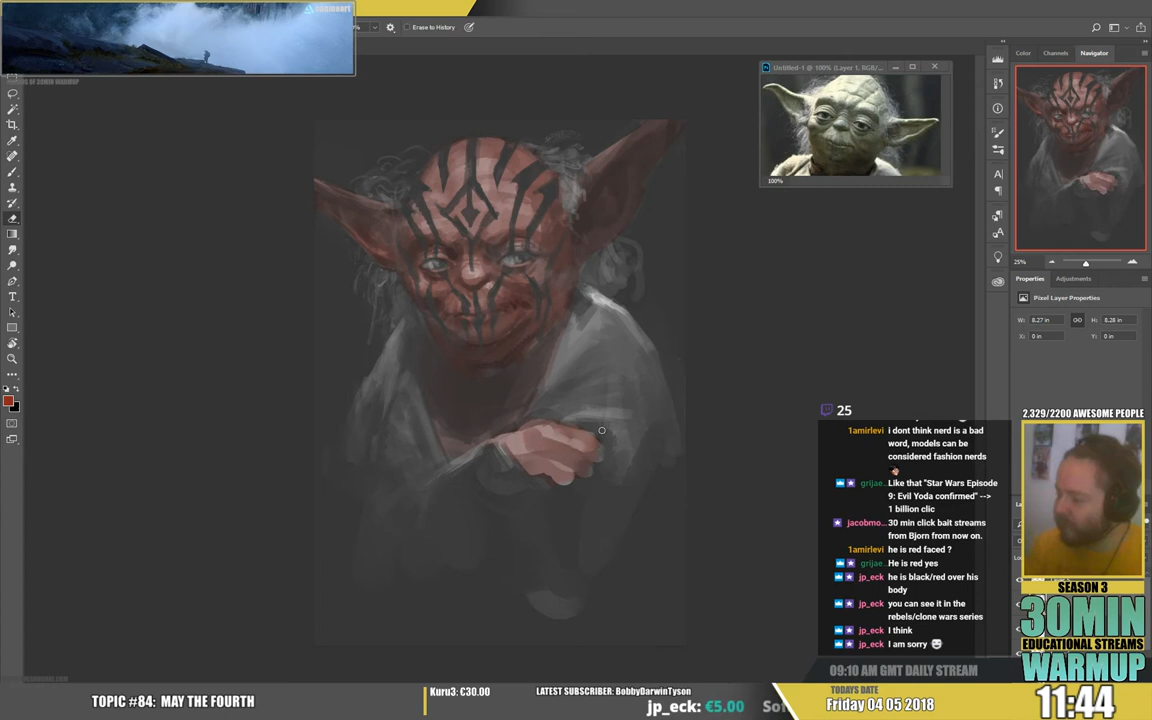 Erase to History
OF 30MIN WARMUP
Untitled-1 @ 100% (Layer 1, RGB/...
100%
Color
Channels
Navigator
25%
Properties
Adjustments
Pixel Layer Properties
W: 8.27 in
H: 8.28 in
X: 0 in
Y: 0 in
25
1amirlevi i dont think nerd is a bad
word, models can be
considered fashion nerds
grijae.. Like that "Star Wars Episode
9: Evil Yoda confirmed" -->
1 billion clic
jacobmo... 30 min click bait streams
from Bjorn from now on.
1amirlevi he is red faced ?
grijae.. He is red yes
jp_eck he is black/red over his
body
jp_eck you can see it in the
rebels/clone wars series
jp_eck I think
jp_eck I am sorry
2.329/2200 AWESOME PEOPLE
SEASON 3
30MIN
EDUCATIONAL STREAMS
WARMUP
09:10 AM GMT DAILY STREAM
TOPIC #84: MAY THE FOURTH
Kuru3: €30.00
LATEST SUBSCRIBER: BobbyDarwinTyson
jp_eck: €5.00
Sof
TODAYS DATE
Friday 04 05 2018
11:44